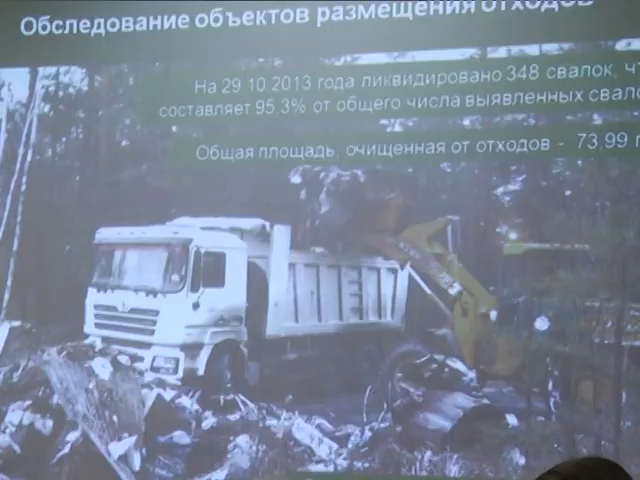 Обследование объектов размещения отходов
На 29 10 2013 года ликвидировано 348 свалок,
составляет 95,3% от общего числа выявленных
Общая площадь очищенная от отходов - 73,99